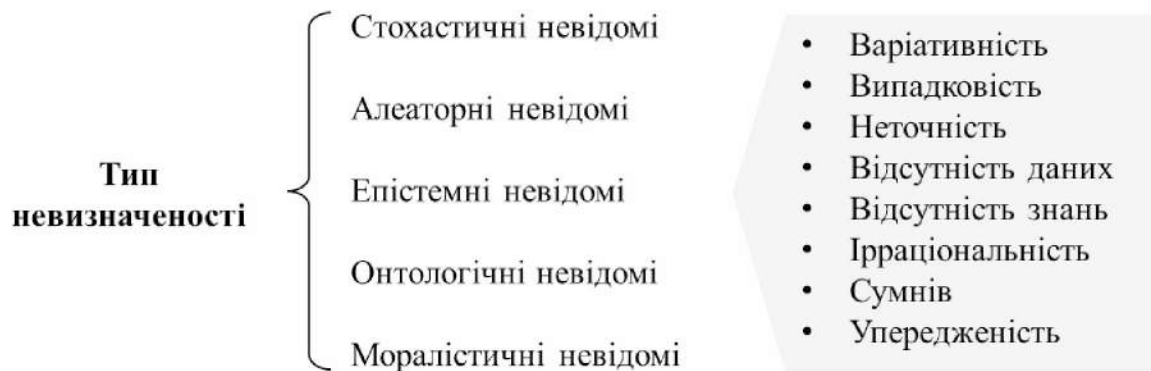 Тип
невизначеності
Стохастичні невідомі
Алеаторні невідомі
Епістемні невідомі
Онтологічні невідомі
Моралістичні невідомі
• Варіативність
• Випадковість
• Неточність
• Відсутність даних
• Відсутність знань
• Ірраціональність
• Сумнів
• Упередженість